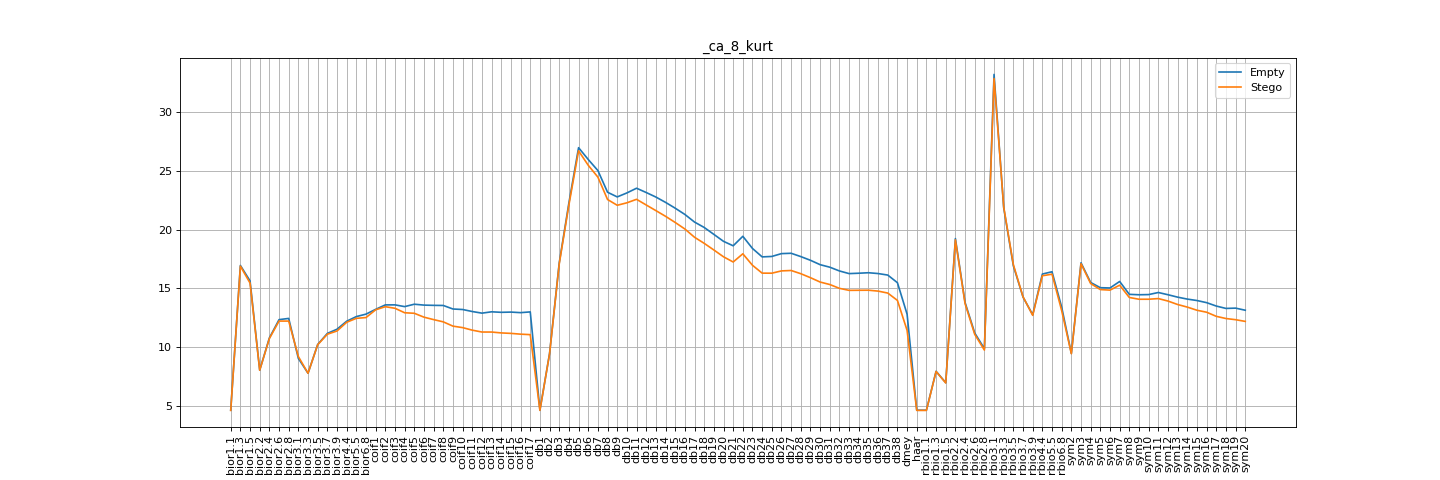 _ca_8_kurt
Empty
Stego
30
25
20
15
10
5
bior1.1
bior1.3
bior1.5
bior2.2
bior2.4
bior2.6
bior2.8
bior3.1
bior3.3
bior3.5
bior3.7
bior3.9
bior4.4
bior5.5
bior6.8
coif1
coif2
coif3
coif4
coif5
coif6
coif7
coif8
coif9
coif10
coif11
coif12
coif13
coif14
coif15
coif16
coif17
db1
db2
db3
db4
db5
db6
db7
db8
db9
db10
db11
db12
db13
db14
db15
db16
db17
db18
db19
db20
db21
db22
db23
db24
db25
db26
db27
db28
db29
db30
db31
db32
db33
db34
db35
db36
db37
db38
dmey
haar
rbio1.1
rbio1.3
rbio1.5
rbio2.2
rbio2.4
rbio2.6
rbio2.8
rbio3.1
rbio3.3
rbio3.5
rbio3.7
rbio3.9
rbio4.4
rbio5.5
rbio6.8
sym2
sym3
sym4
sym5
sym6
sym7
sym8
sym9
sym10
sym11
sym12
sym13
sym14
sym15
sym16
sym17
sym18
sym19
sym20